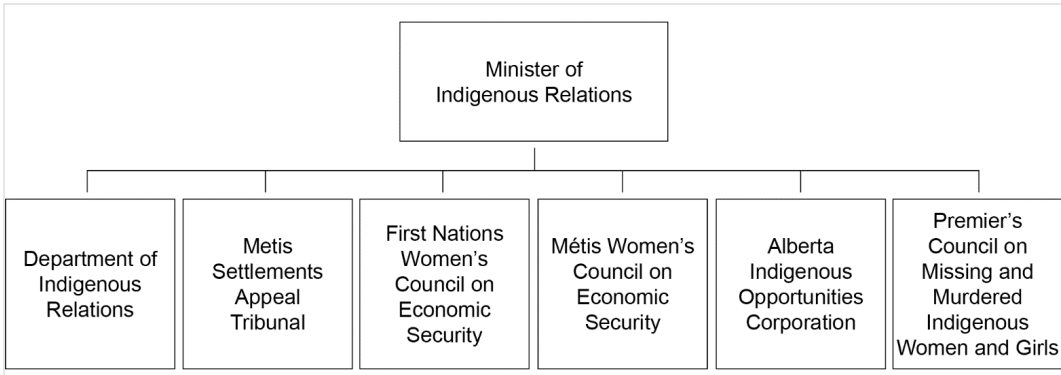 Minister of
Indigenous Relations
Department of
Indigenous
Relations
Metis
Settlements
Appeal
Tribunal
First Nations
Women’s
Council on
Economic
Security
Métis Women’s
Council on
Economic
Security
Alberta
Indigenous
Opportunities
Corporation
Premier’s
Council on
Missing and
Murdered
Indigenous
Women and Girls